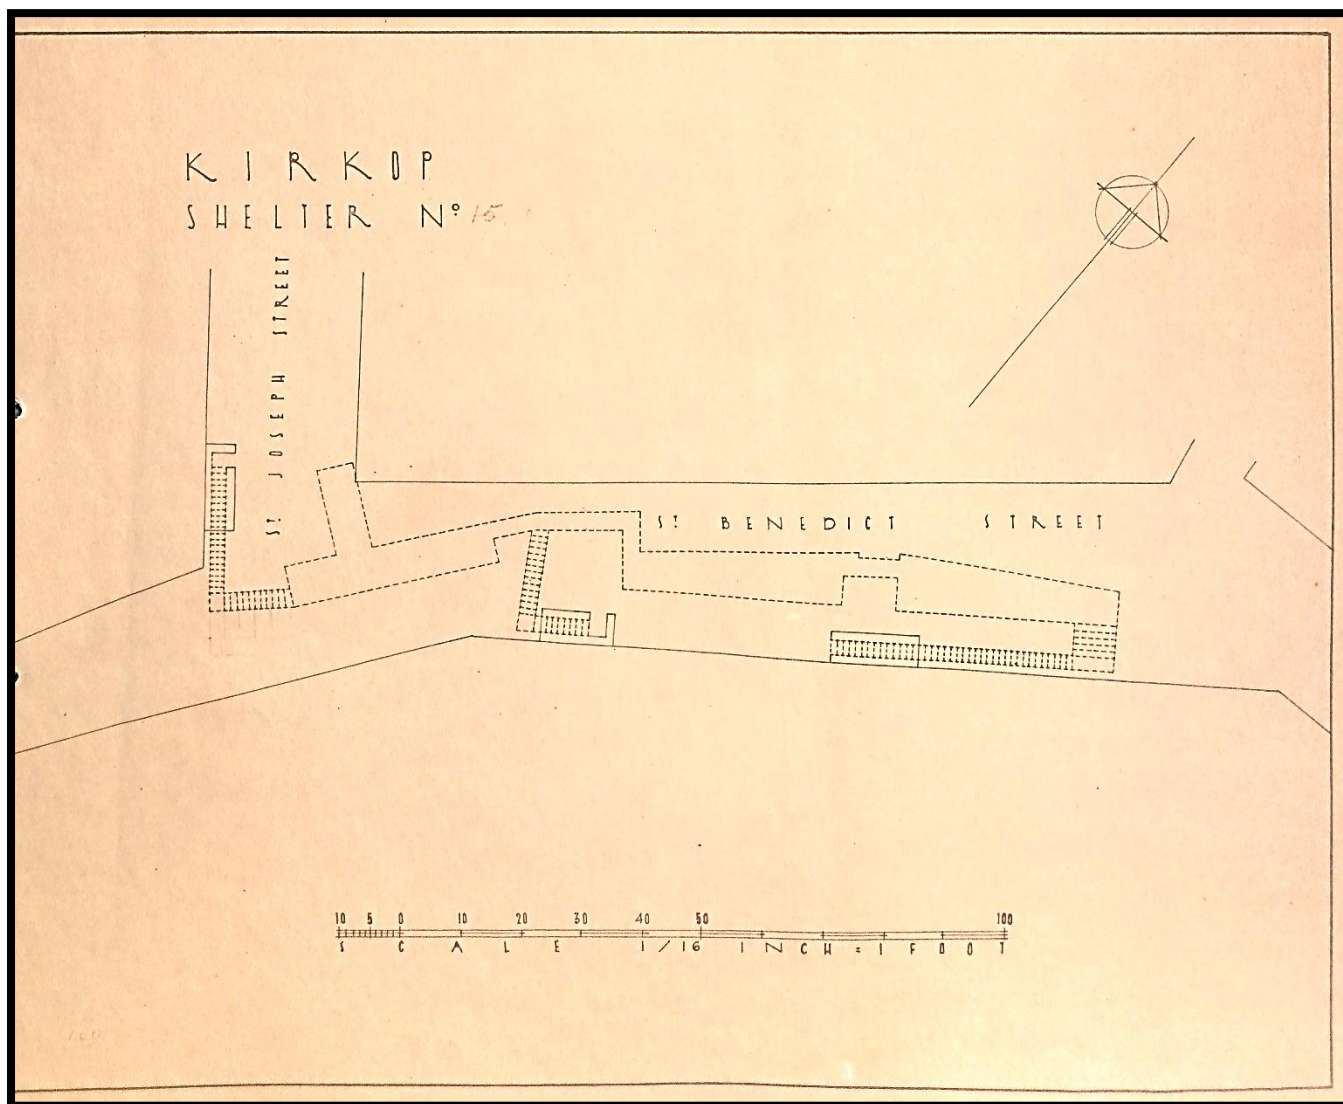 KIRKOP
SHELTER Nº 15
ST JOSEPH STREET
ST BENEDICT STREET
10 5 0 10 20 30 40 50 100
SCALE 1/16 INCH = 1 FOOT